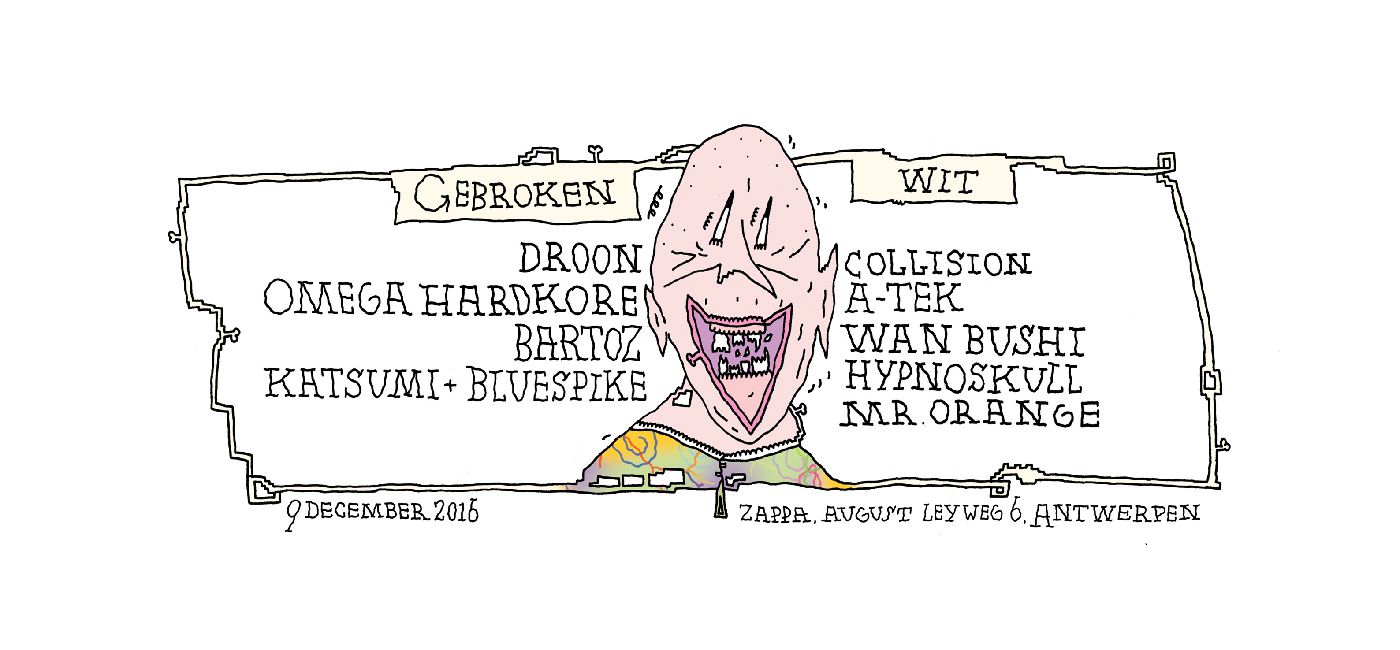 GEBROKEN WIT
DROON
OMEGA HARDKORE
BARTOZ
KATSUMI + BLUESPIKE
COLLISION
A-TEK
WAN BUSHI
HYPNOSKULL
MR. ORANGE
9 DECEMBER 2016
ZAPPA, AUGUST LEYWEG 6, ANTWERPEN